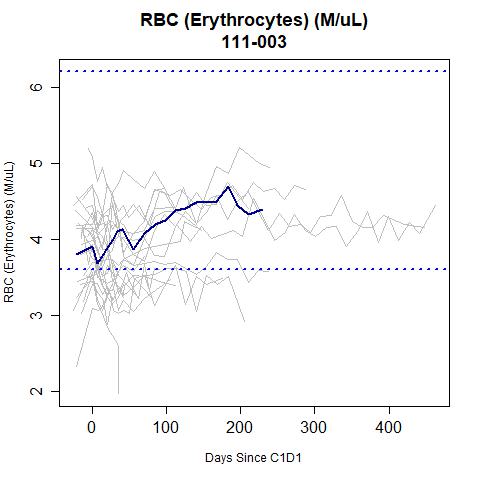 RBC (Erythrocytes) (M/uL)
111-003
RBC (Erythrocytes) (M/uL)
6
5
4
3
2
0 100 200 300 400
Days Since C1D1